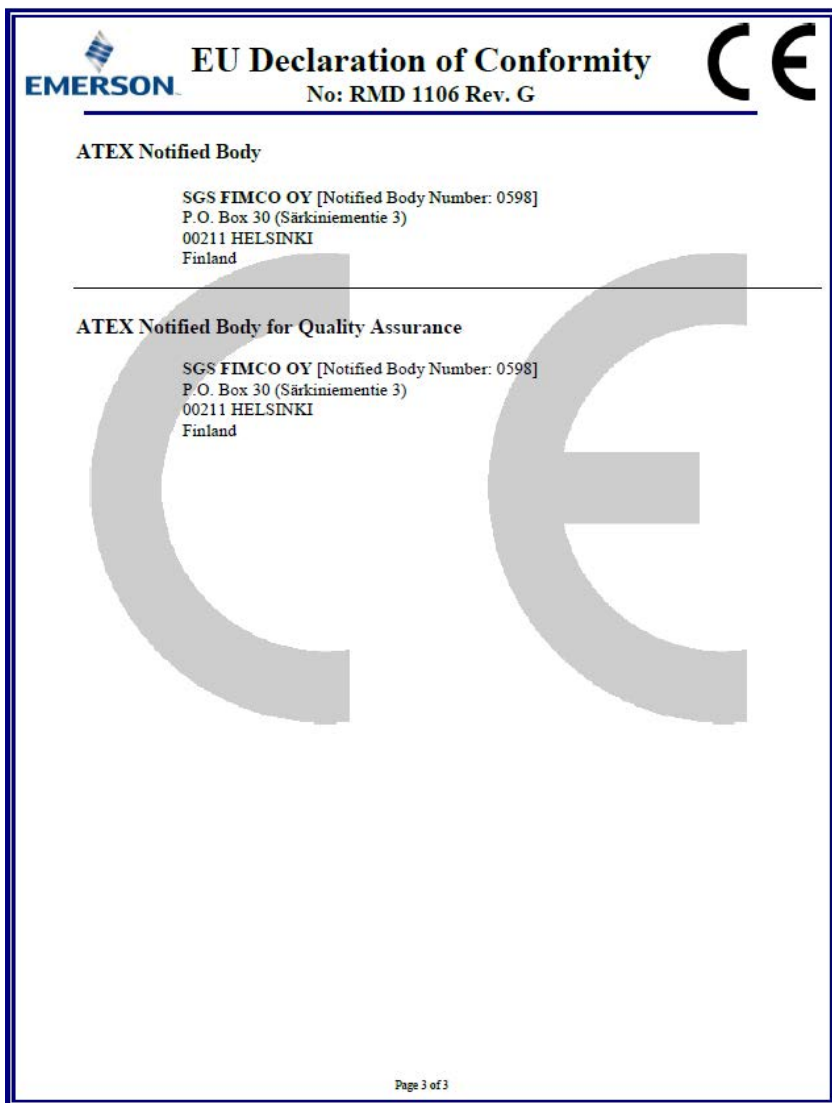 EMERSON
EU Declaration of Conformity
No: RMD 1106 Rev. G
CE
ATEX Notified Body
SGS FIMCO OY [Notified Body Number: 0598]
P.O. Box 30 (Särkiniementie 3)
00211 HELSINKI
Finland
ATEX Notified Body for Quality Assurance
SGS FIMCO OY [Notified Body Number: 0598]
P.O. Box 30 (Särkiniementie 3)
00211 HELSINKI
Finland
CE
Page 3 of 3